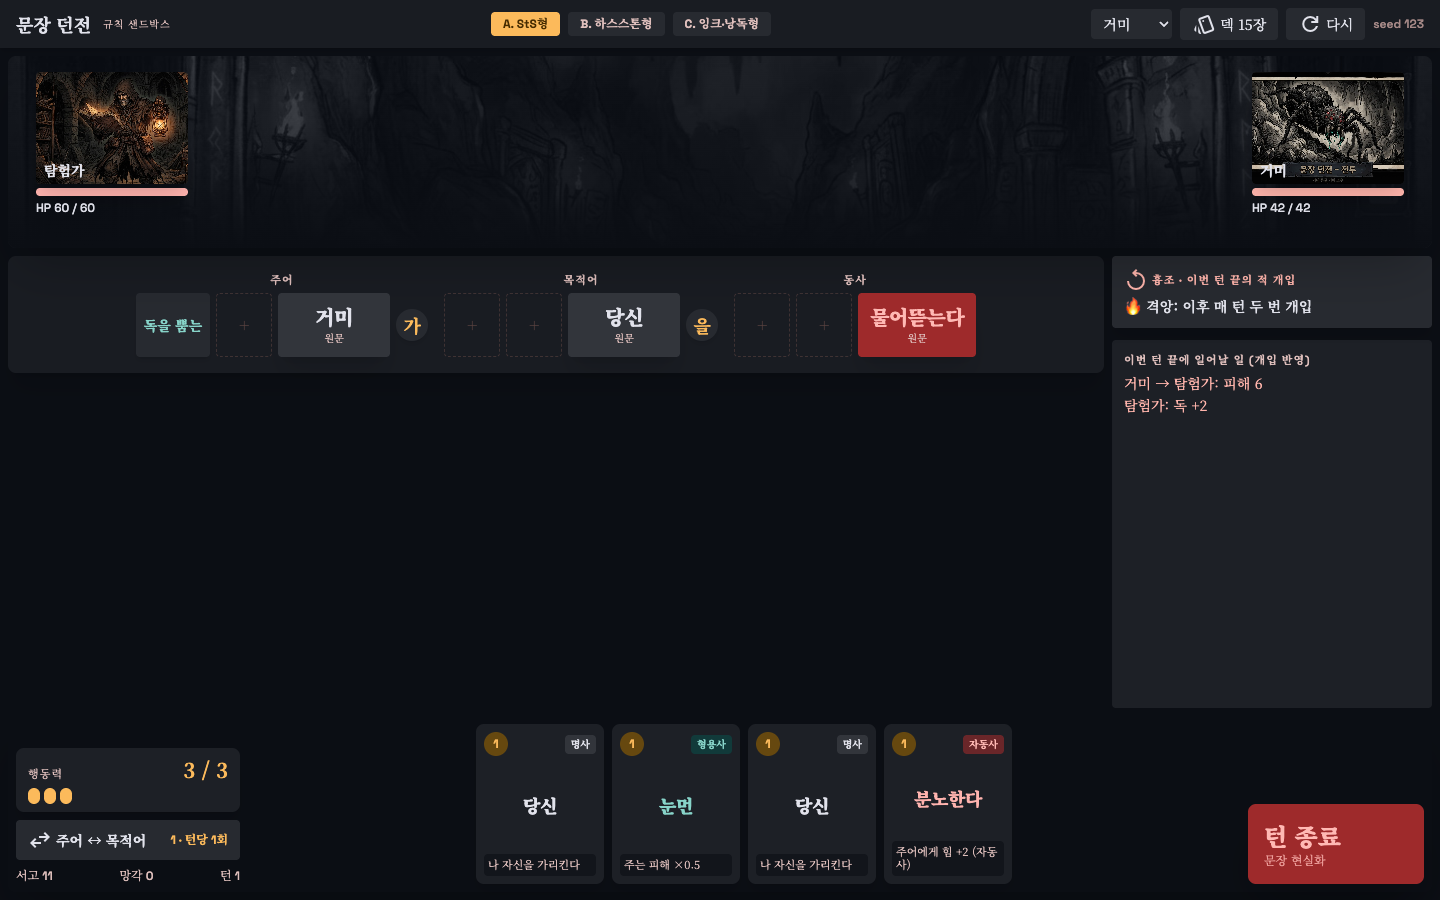 문장 던전 규칙 샌드박스 A. StS형 B. 하스스톤형 C. 잉크·낭독형 거미 덱 15장 다시 seed 123
탐험가
HP 60 / 60
거미 문장 던전 - 전투
HP 42 / 42
주어 목적어 동사
독을 뿜는 + 거미 가 + + 당신 을 + + 물어뜯는다
원문 원문 원문
흉조 · 이번 턴 끝의 적 개입
🔥 격앙: 이후 매 턴 두 번 개입
이번 턴 끝에 일어날 일 (개입 반영)
거미 → 탐험가: 피해 6
탐험가: 독 +2
행동력 3 / 3
주어 ↔ 목적어 1 · 턴당 1회
서고 11 망각 0 턴 1
1 명사
당신
나 자신을 가리킨다
1 형용사
눈먼
주는 피해 ×0.5
1 명사
당신
나 자신을 가리킨다
1 자동사
분노한다
주어에게 힘 +2 (자동
사)
턴 종료
문장 현실화